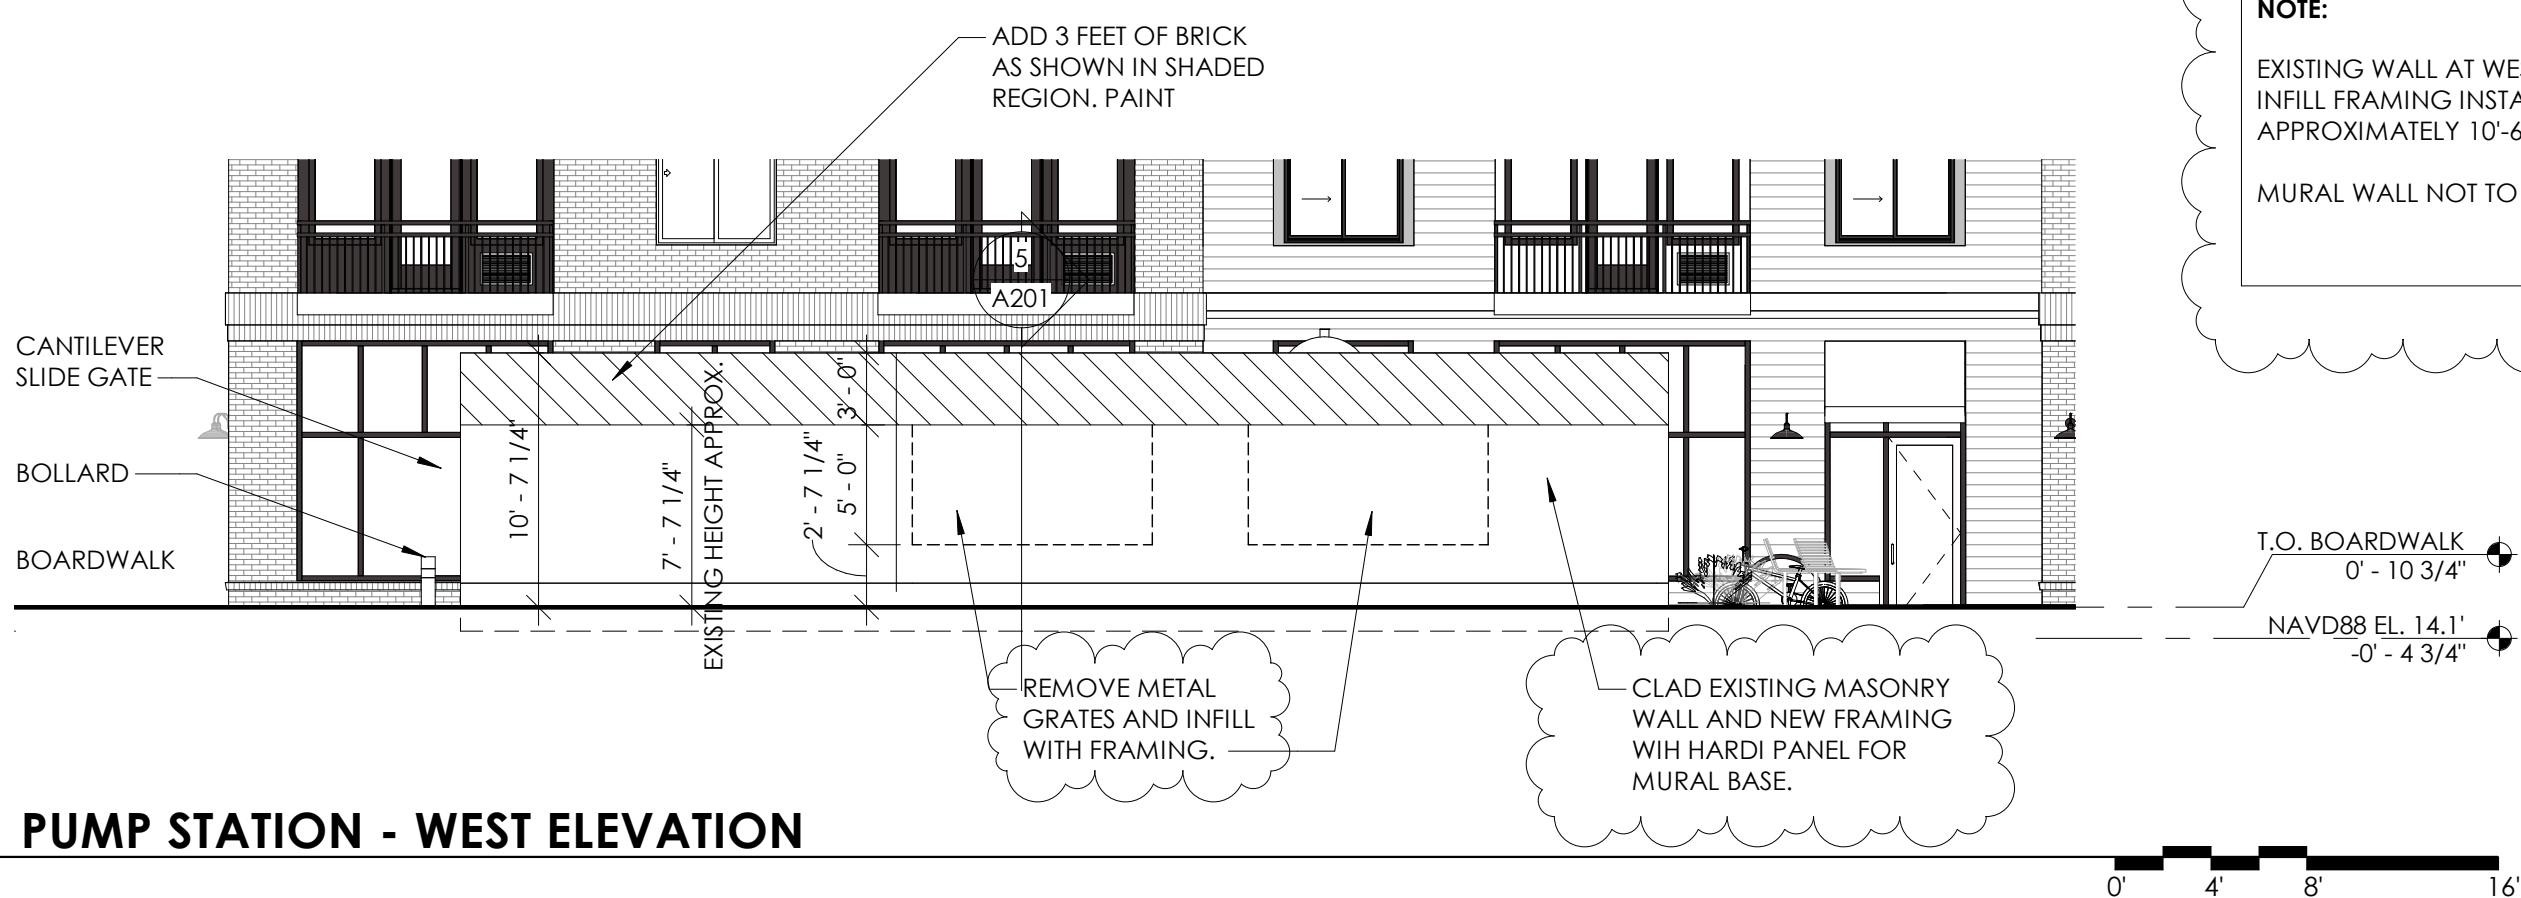 ADD 3 FEET OF BRICK
AS SHOWN IN SHADED
REGION. PAINT
NOTE:
EXISTING WALL AT
INFILL FRAMING
APPROXIMATELY
MURAL WALL NOT TO
5
A201
CANTILEVER
SLIDE GATE
BOLLARD
BOARDWALK
10' - 7 1/4"
7' - 7 1/4"
EXISTING HEIGHT APPROX.
3' - 0"
2' - 7 1/4"
5' - 0"
T.O. BOARDWALK
0' - 10 3/4"
NAVD88 EL. 14.1'
-0' - 4 3/4"
REMOVE METAL
GRATES AND INFILL
WITH FRAMING.
CLAD EXISTING MASONRY
WALL AND NEW FRAMING
WIH HARDI PANEL FOR
MURAL BASE.
PUMP STATION - WEST ELEVATION
0' 4' 8' 16'